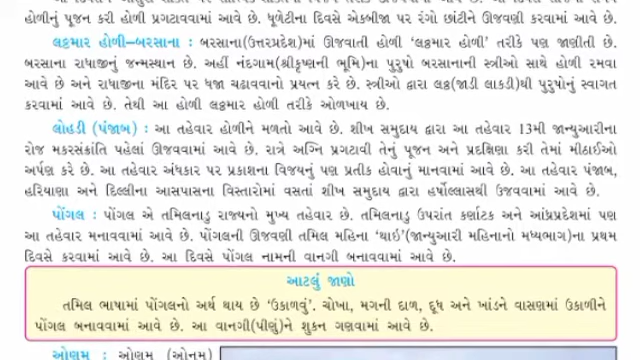 હોળીનું પૂજન કરી હોળી પ્રગટાવવામાં આવે છે. ધૂળેટીના દિવસે એકબીજા પર રંગો છાંટીને ઊજવણી કરવામાં આવે છે.
લઠ્ઠમાર હોળી–બરસાના : બરસાના(ઉત્તરપ્રદેશ)માં ઊજવાતી હોળી ‘લઠ્ઠમાર હોળી’ તરીકે પણ જાણીતી છે.
બરસાના રાધાજીનું જન્મસ્થાન છે. અહીં નંદગામ(શ્રીકૃષ્ણની ભૂમિ)ના પુરુષો બરસાનાની સ્ત્રીઓ સાથે હોળી રમવા
આવે છે અને રાધાજીના મંદિર પર ધજા ચઢાવવાનો પ્રયત્ન કરે છે. સ્ત્રીઓ દ્વારા લઠ્ઠ(જાડી લાકડી)થી પુરુષોનું સ્વાગત
કરવામાં આવે છે. તેથી આ હોળી લઠ્ઠમાર હોળી તરીકે ઓળખાય છે.
લોહડી (પંજાબ) : આ તહેવાર હોળીને મળતો આવે છે. શીખ સમુદાય દ્વારા આ તહેવાર 13મી જાન્યુઆરીના
રોજ મકરસંક્રાંતિ પહેલાં ઊજવવામાં આવે છે. રાત્રે અગ્નિ પ્રગટાવી તેનું પૂજન અને પ્રદક્ષિણા કરી તેમાં મીઠાઈઓ
અર્પણ કરે છે. આ તહેવાર અંધકાર પર પ્રકાશના વિજયનું પણ પ્રતીક હોવાનું માનવામાં આવે છે. આ તહેવાર પંજાબ,
હરિયાણા અને દિલ્લીના આસપાસના વિસ્તારોમાં વસતાં શીખ સમુદાય દ્વારા હર્ષોલ્લાસથી ઉજવવામાં આવે છે.
પોંગલ : પોંગલ એ તમિલનાડુ રાજ્યનો મુખ્ય તહેવાર છે. તમિલનાડુ ઉપરાંત કર્ણાટક અને આંધ્રપ્રદેશમાં પણ
આ તહેવાર મનાવવામાં આવે છે. પોંગલની ઊજવણી તમિલ મહિના ‘થાઇ’(જાન્યુઆરી મહિનાનો મધ્યભાગ)ના પ્રથમ
દિવસે કરવામાં આવે છે. આ દિવસે પોંગલ નામની વાનગી બનાવવામાં આવે છે.
આટલું જાણો
તમિલ ભાષામાં પોંગલનો અર્થ થાય છે ‘ઉકાળવું’. ચોખા, મગની દાળ, દૂધ અને ખાંડને વાસણમાં ઉકાળીને
પોંગલ બનાવવામાં આવે છે. આ વાનગી(પીણું)ને શુકન ગણવામાં આવે છે.
ઓણમ : ઓણમ (ઓનમ)